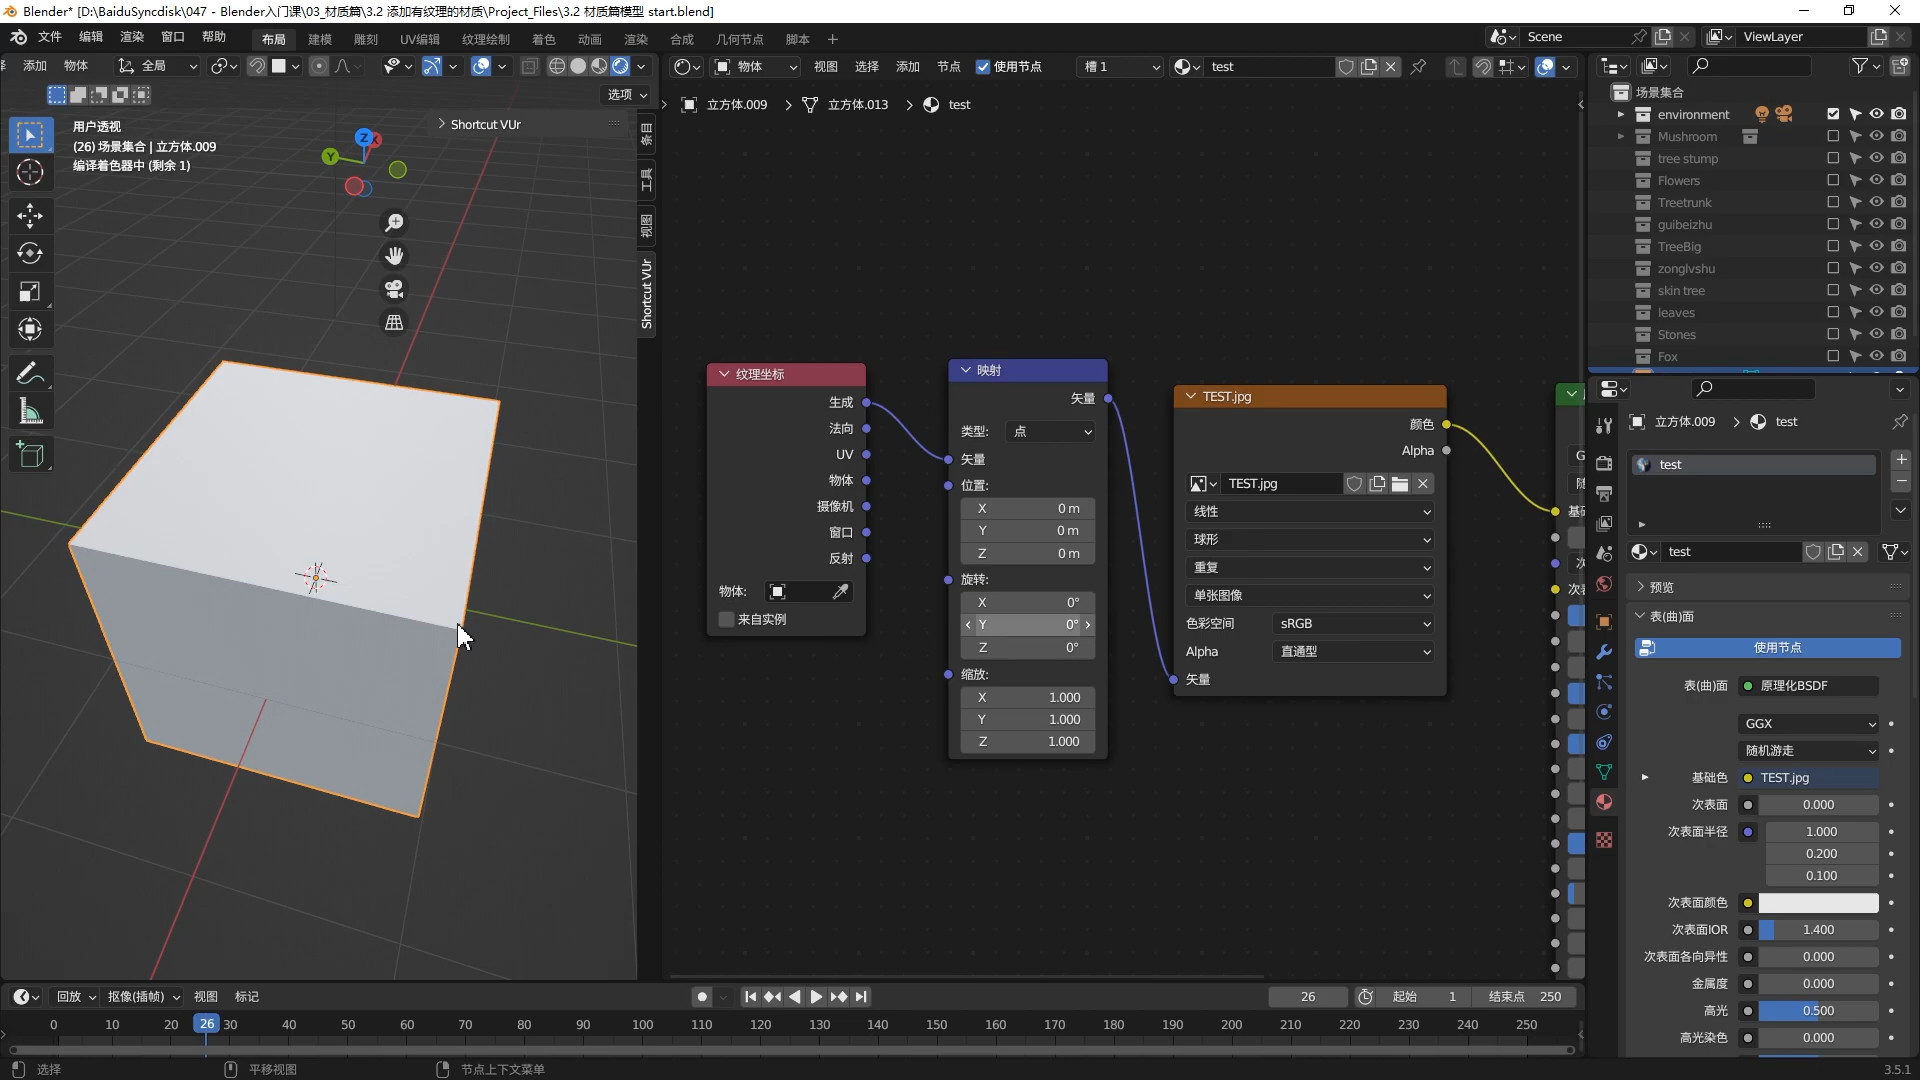 Blender* [D:\BaiduSyncdisk\047 - Blender入门课\03_材质篇\3.2 添加有纹理的材质\Project_Files\3.2 材质篇模型 start.blend]
文件 编辑 渲染 窗口 帮助 布局 建模 雕刻 UV编辑 纹理绘制 着色 动画 渲染 合成 几何节点 脚本 + Scene ViewLayer
添加 物体 全局 物体 视图 选择 添加 节点 使用节点 槽 1 test
选项
立方体.009 > 立方体.013 > test
用户透视
(26) 场景集合 | 立方体.009
编译着色器中 (剩余 1)
Shortcut VUr
Z
X
Y
条目
工具
视图
Shortcut VUr
纹理坐标
生成
法向
UV
物体
摄像机
窗口
反射
物体:
来自实例
映射
矢量
类型: 点
矢量
位置:
X 0 m
Y 0 m
Z 0 m
旋转:
X 0°
Y 0°
Z 0°
缩放:
X 1.000
Y 1.000
Z 1.000
TEST.jpg
颜色
Alpha
TEST.jpg
线性
球形
重复
单张图像
色彩空间 sRGB
Alpha 直通型
矢量
场景集合
environment
Mushroom
tree stump
Flowers
Treetrunk
guibeizhu
TreeBig
zonglvshu
skin tree
leaves
Stones
Fox
立方体.009 > test
test
test
预览
表(曲)面
使用节点
表(曲)面 原理化BSDF
GGX
随机游走
基础色 TEST.jpg
次表面 0.000
次表面半径 1.000
0.200
0.100
次表面颜色
次表面IOR 1.400
次表面各向异性 0.000
金属度 0.000
高光 0.500
高光染色 0.000
回放 抠像(插帧) 视图 标记 26 起始 1 结束点 250
0 10 20 26 30 40 50 60 70 80 90 100 110 120 130 140 150 160 170 180 190 200 210 220 230 240 250
选择 平移视图 节点上下文菜单 3.5.1